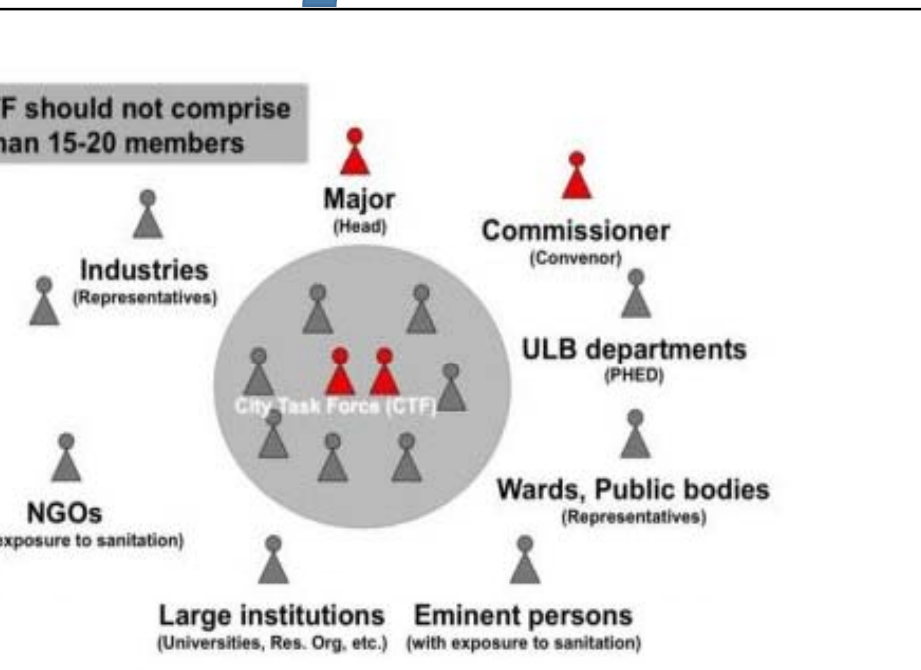 F should not comprise
han 15-20 members
Major
(Head)
Commissioner
(Convenor)
Industries
(Representatives)
ULB departments
(PHED)
City Task Force (CTF)
Wards, Public bodies
(Representatives)
NGOs
exposure to sanitation)
Large institutions
(Universities, Res. Org, etc.)
Eminent persons
(with exposure to sanitation)